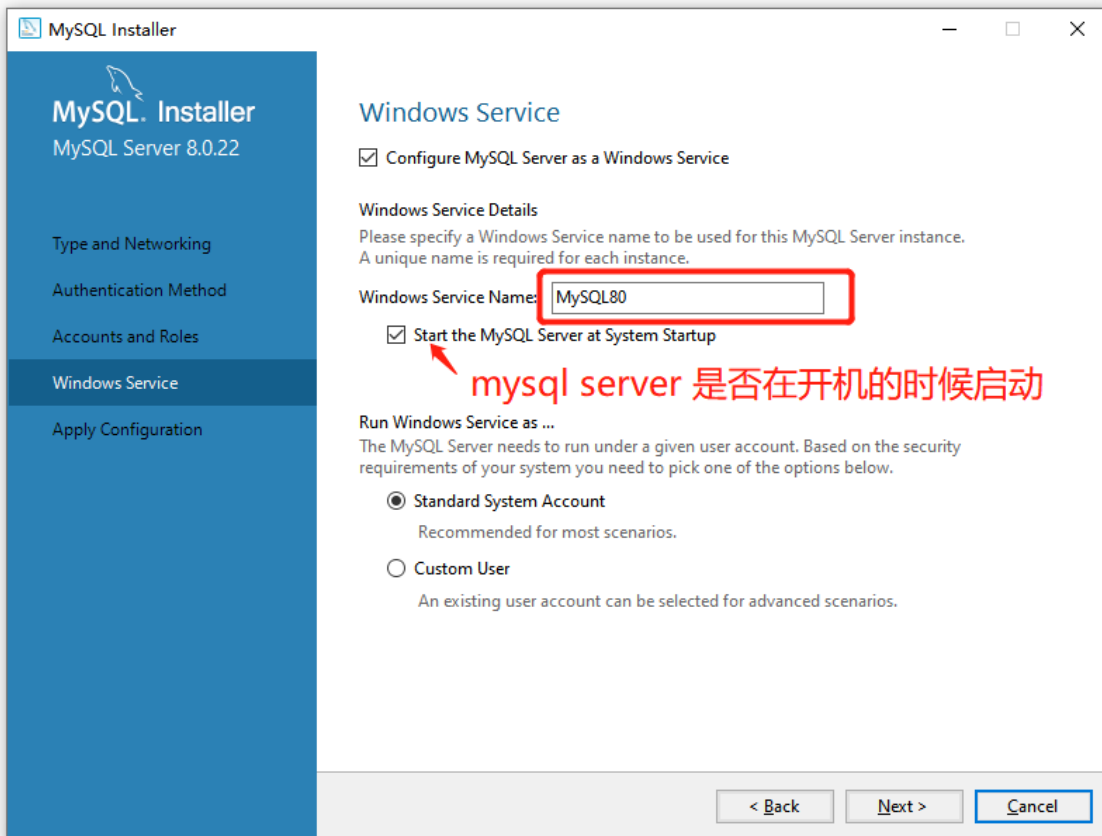 MySQL Installer
MySQL. Installer
MySQL Server 8.0.22
Type and Networking
Authentication Method
Accounts and Roles
Windows Service
Apply Configuration
Windows Service
Configure MySQL Server as a Windows Service
Windows Service Details
Please specify a Windows Service name to be used for this MySQL Server instance.
A unique name is required for each instance.
Windows Service Name: MySQL80
Start the MySQL Server at System Startup
mysql server 是否在开机的时候启动
Run Windows Service as ...
The MySQL Server needs to run under a given user account. Based on the security
requirements of your system you need to pick one of the options below.
Standard System Account
Recommended for most scenarios.
Custom User
An existing user account can be selected for advanced scenarios.
< Back Next > Cancel